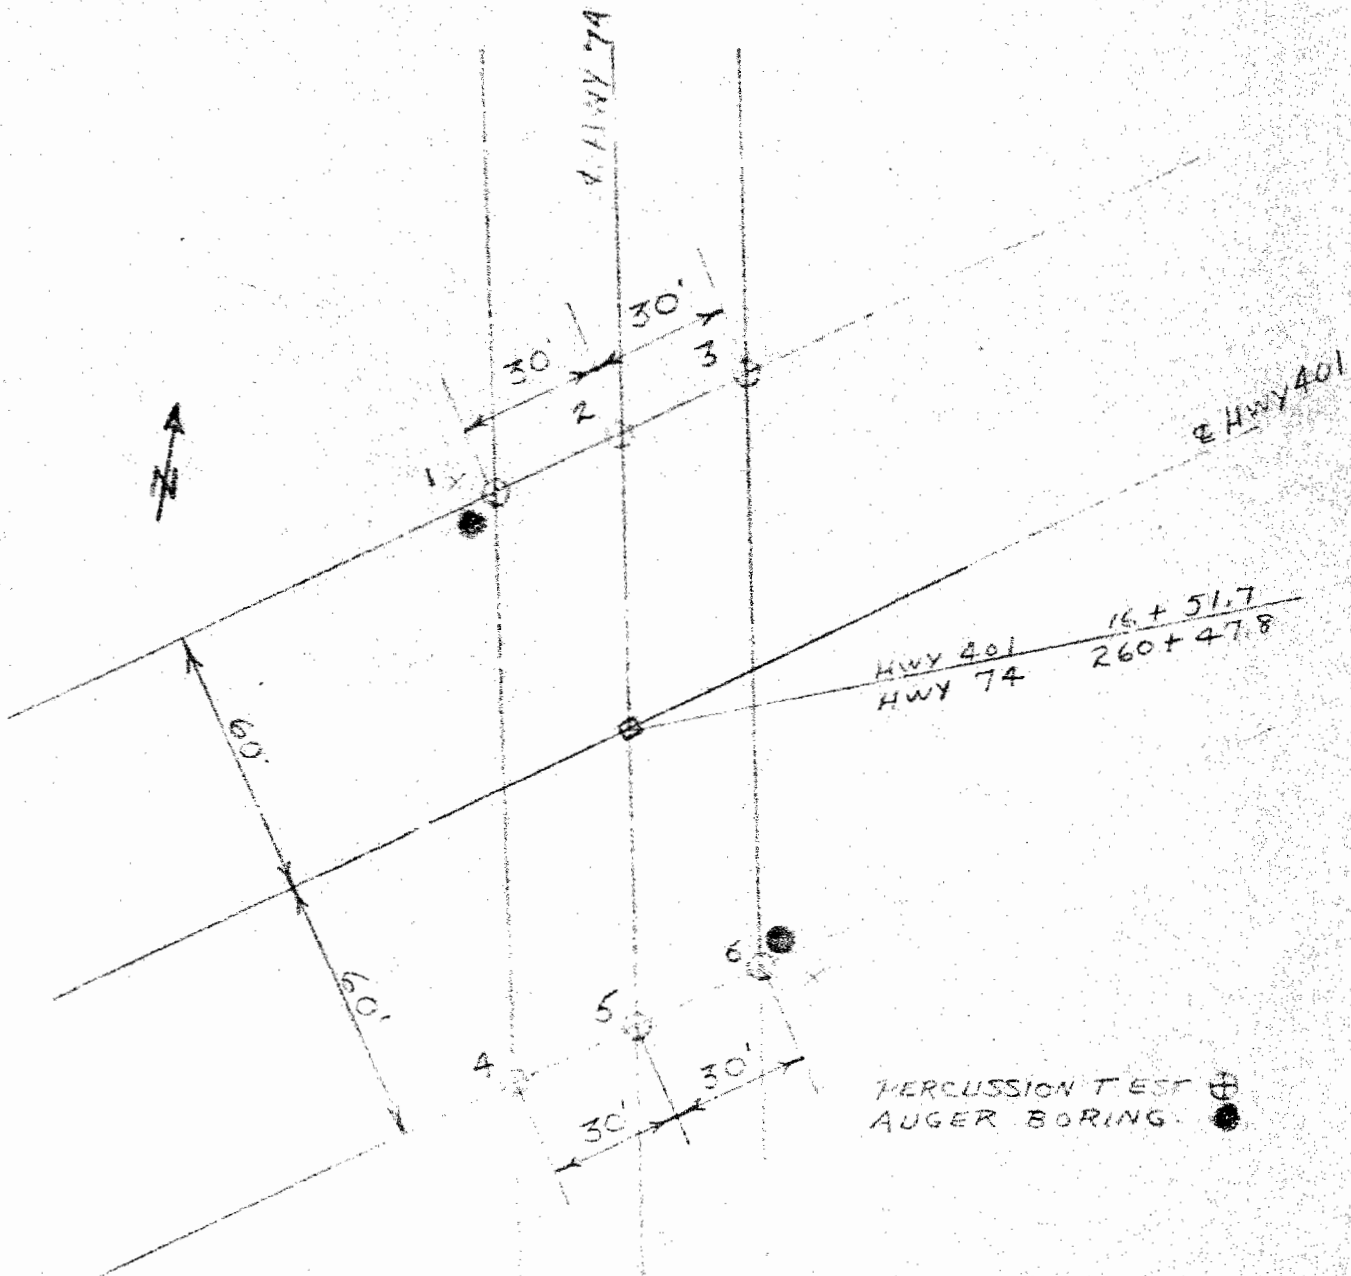 HWY 74
30'
30'
3
2
1 x
N
℄ HWY 401
16 + 51.7
HWY 401
HWY 74
260 + 47.8
60'
60'
6
x
5
4
30'
30'
PERCUSSION TEST
AUGER BORING